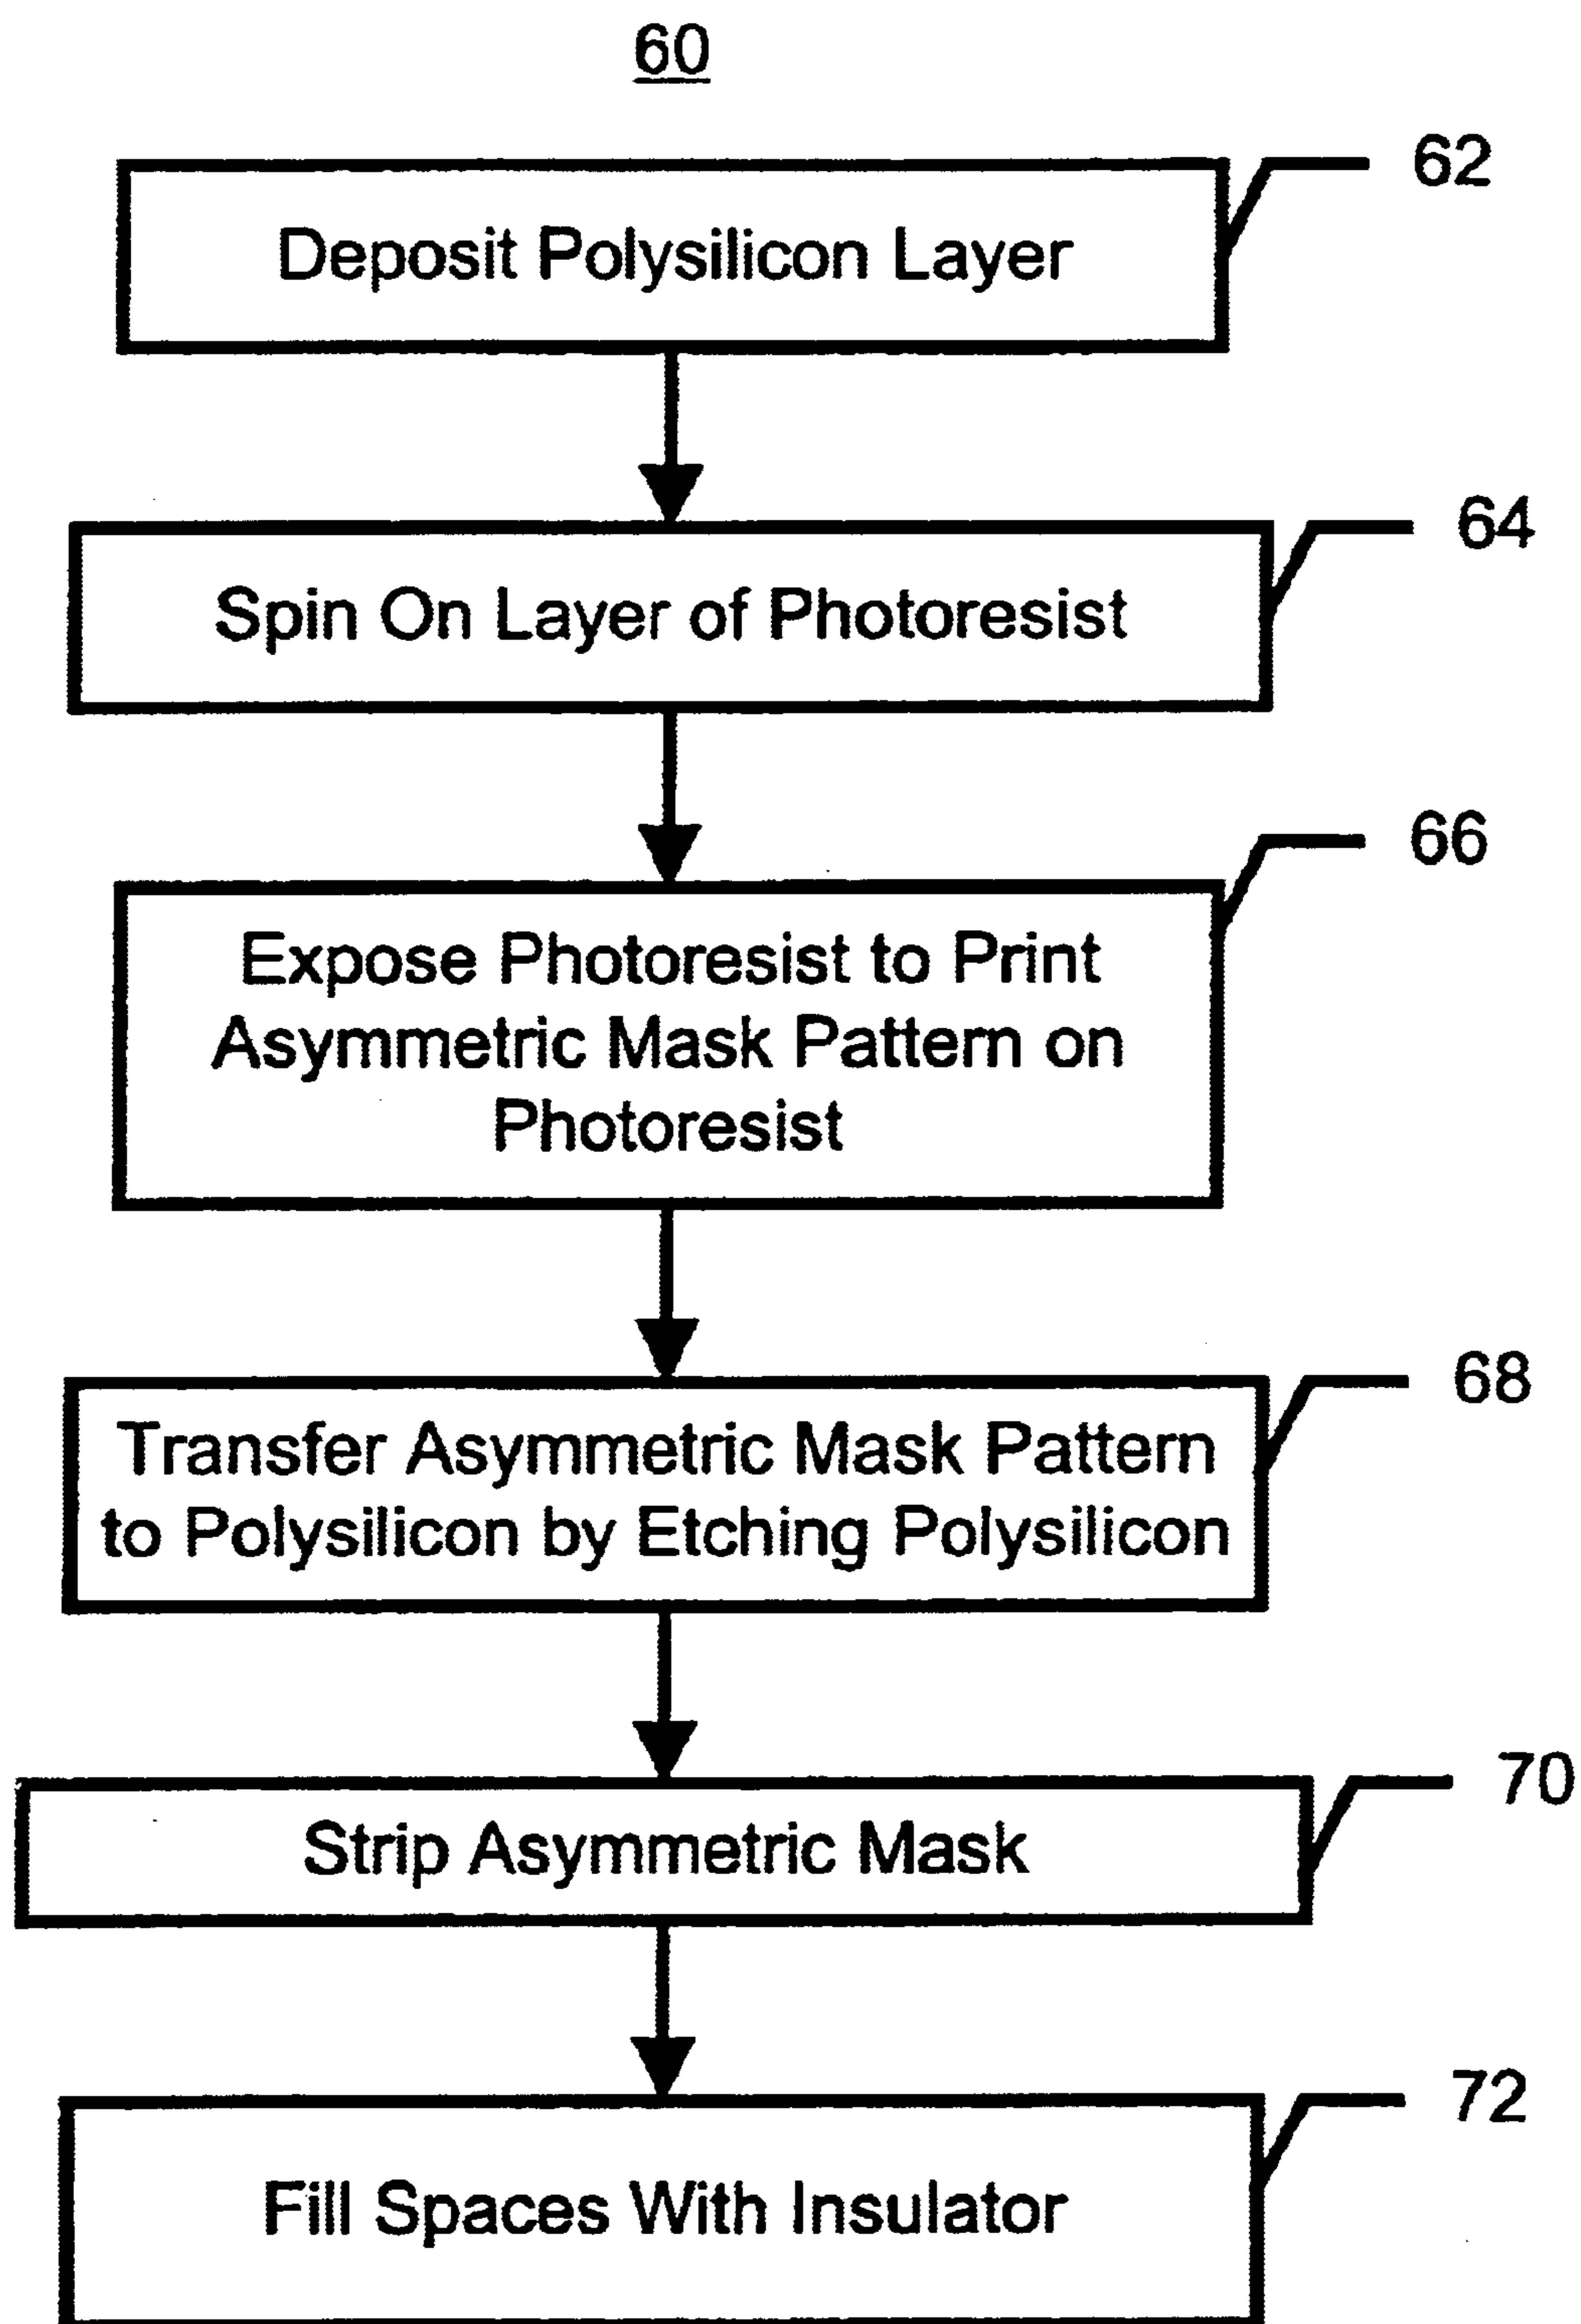 60
62
Deposit Polysilicon Layer
64
Spin On Layer of Photoresist
66
Expose Photoresist to Print
Asymmetric Mask Pattern on
Photoresist
68
Transfer Asymmetric Mask Pattern
to Polysilicon by Etching Polysilicon
70
Strip Asymmetric Mask
72
Fill Spaces With Insulator